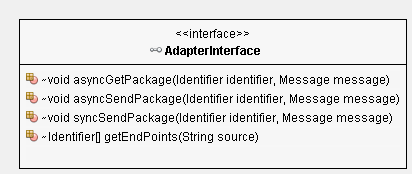 <<interface>>
AdapterInterface
~void asyncGetPackage(Identifier identifier, Message message)
~void asyncSendPackage(Identifier identifier, Message message)
~void syncSendPackage(Identifier identifier, Message message)
~Identifier[] getEndPoints(String source)